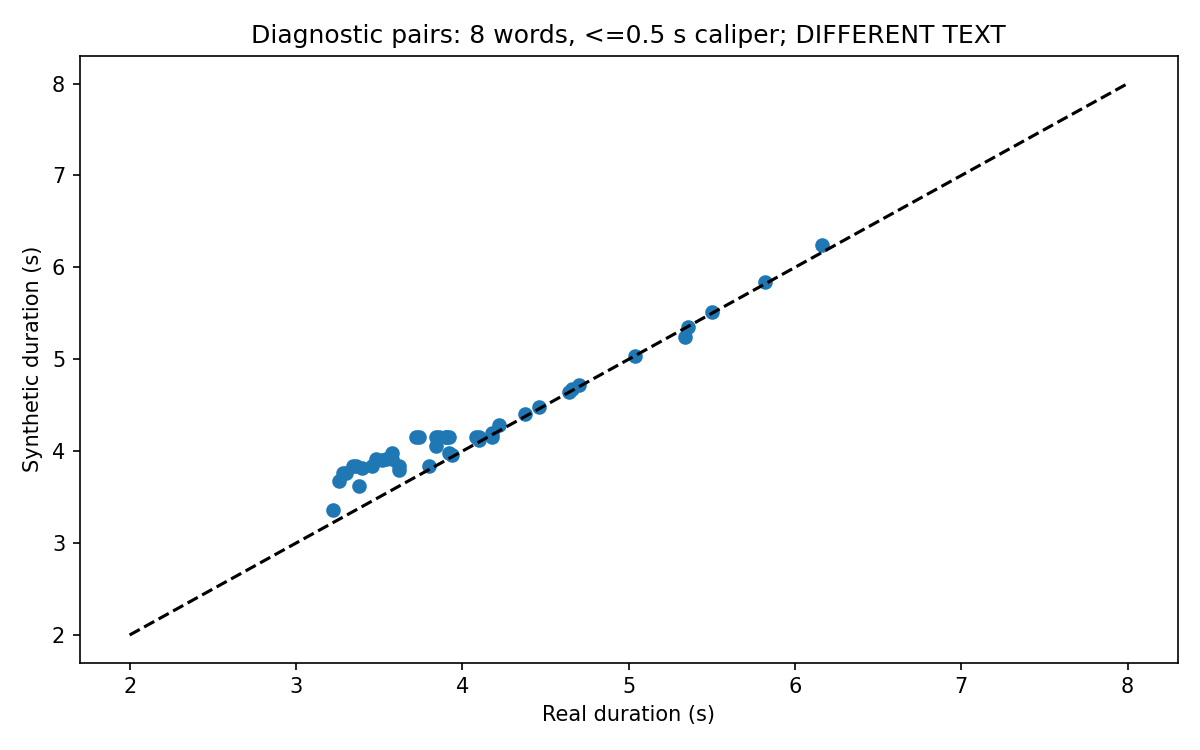 Diagnostic pairs: 8 words, <=0.5 s caliper; DIFFERENT TEXT
8
7
6
5
4
3
2
Synthetic duration (s)
2 3 4 5 6 7 8
Real duration (s)